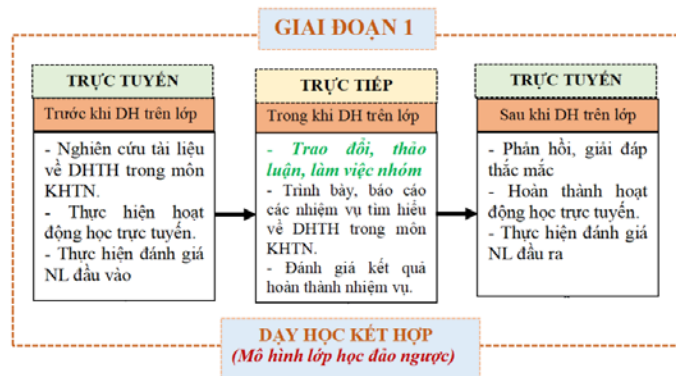 GIAI ĐOẠN 1
TRỰC TUYẾN
Trước khi DH trên lớp
- Nghiên cứu tài liệu
về DHTH trong môn
KHTN.
- Thực hiện hoạt
động học trực tuyến.
- Thực hiện đánh giá
NL đầu vào
TRỰC TIẾP
Trong khi DH trên lớp
- Trao đổi, thảo
luận, làm việc nhóm
- Trình bày, báo cáo
các nhiệm vụ tìm hiểu
về DHTH trong môn
KHTN.
- Đánh giá kết quả
hoàn thành nhiệm vụ.
TRỰC TUYẾN
Sau khi DH trên lớp
- Phản hồi, giải đáp
thắc mắc
- Hoàn thành hoạt
động học trực tuyến.
- Thực hiện đánh giá
NL đầu ra
DẠY HỌC KẾT HỢP
(Mô hình lớp học đảo ngược)